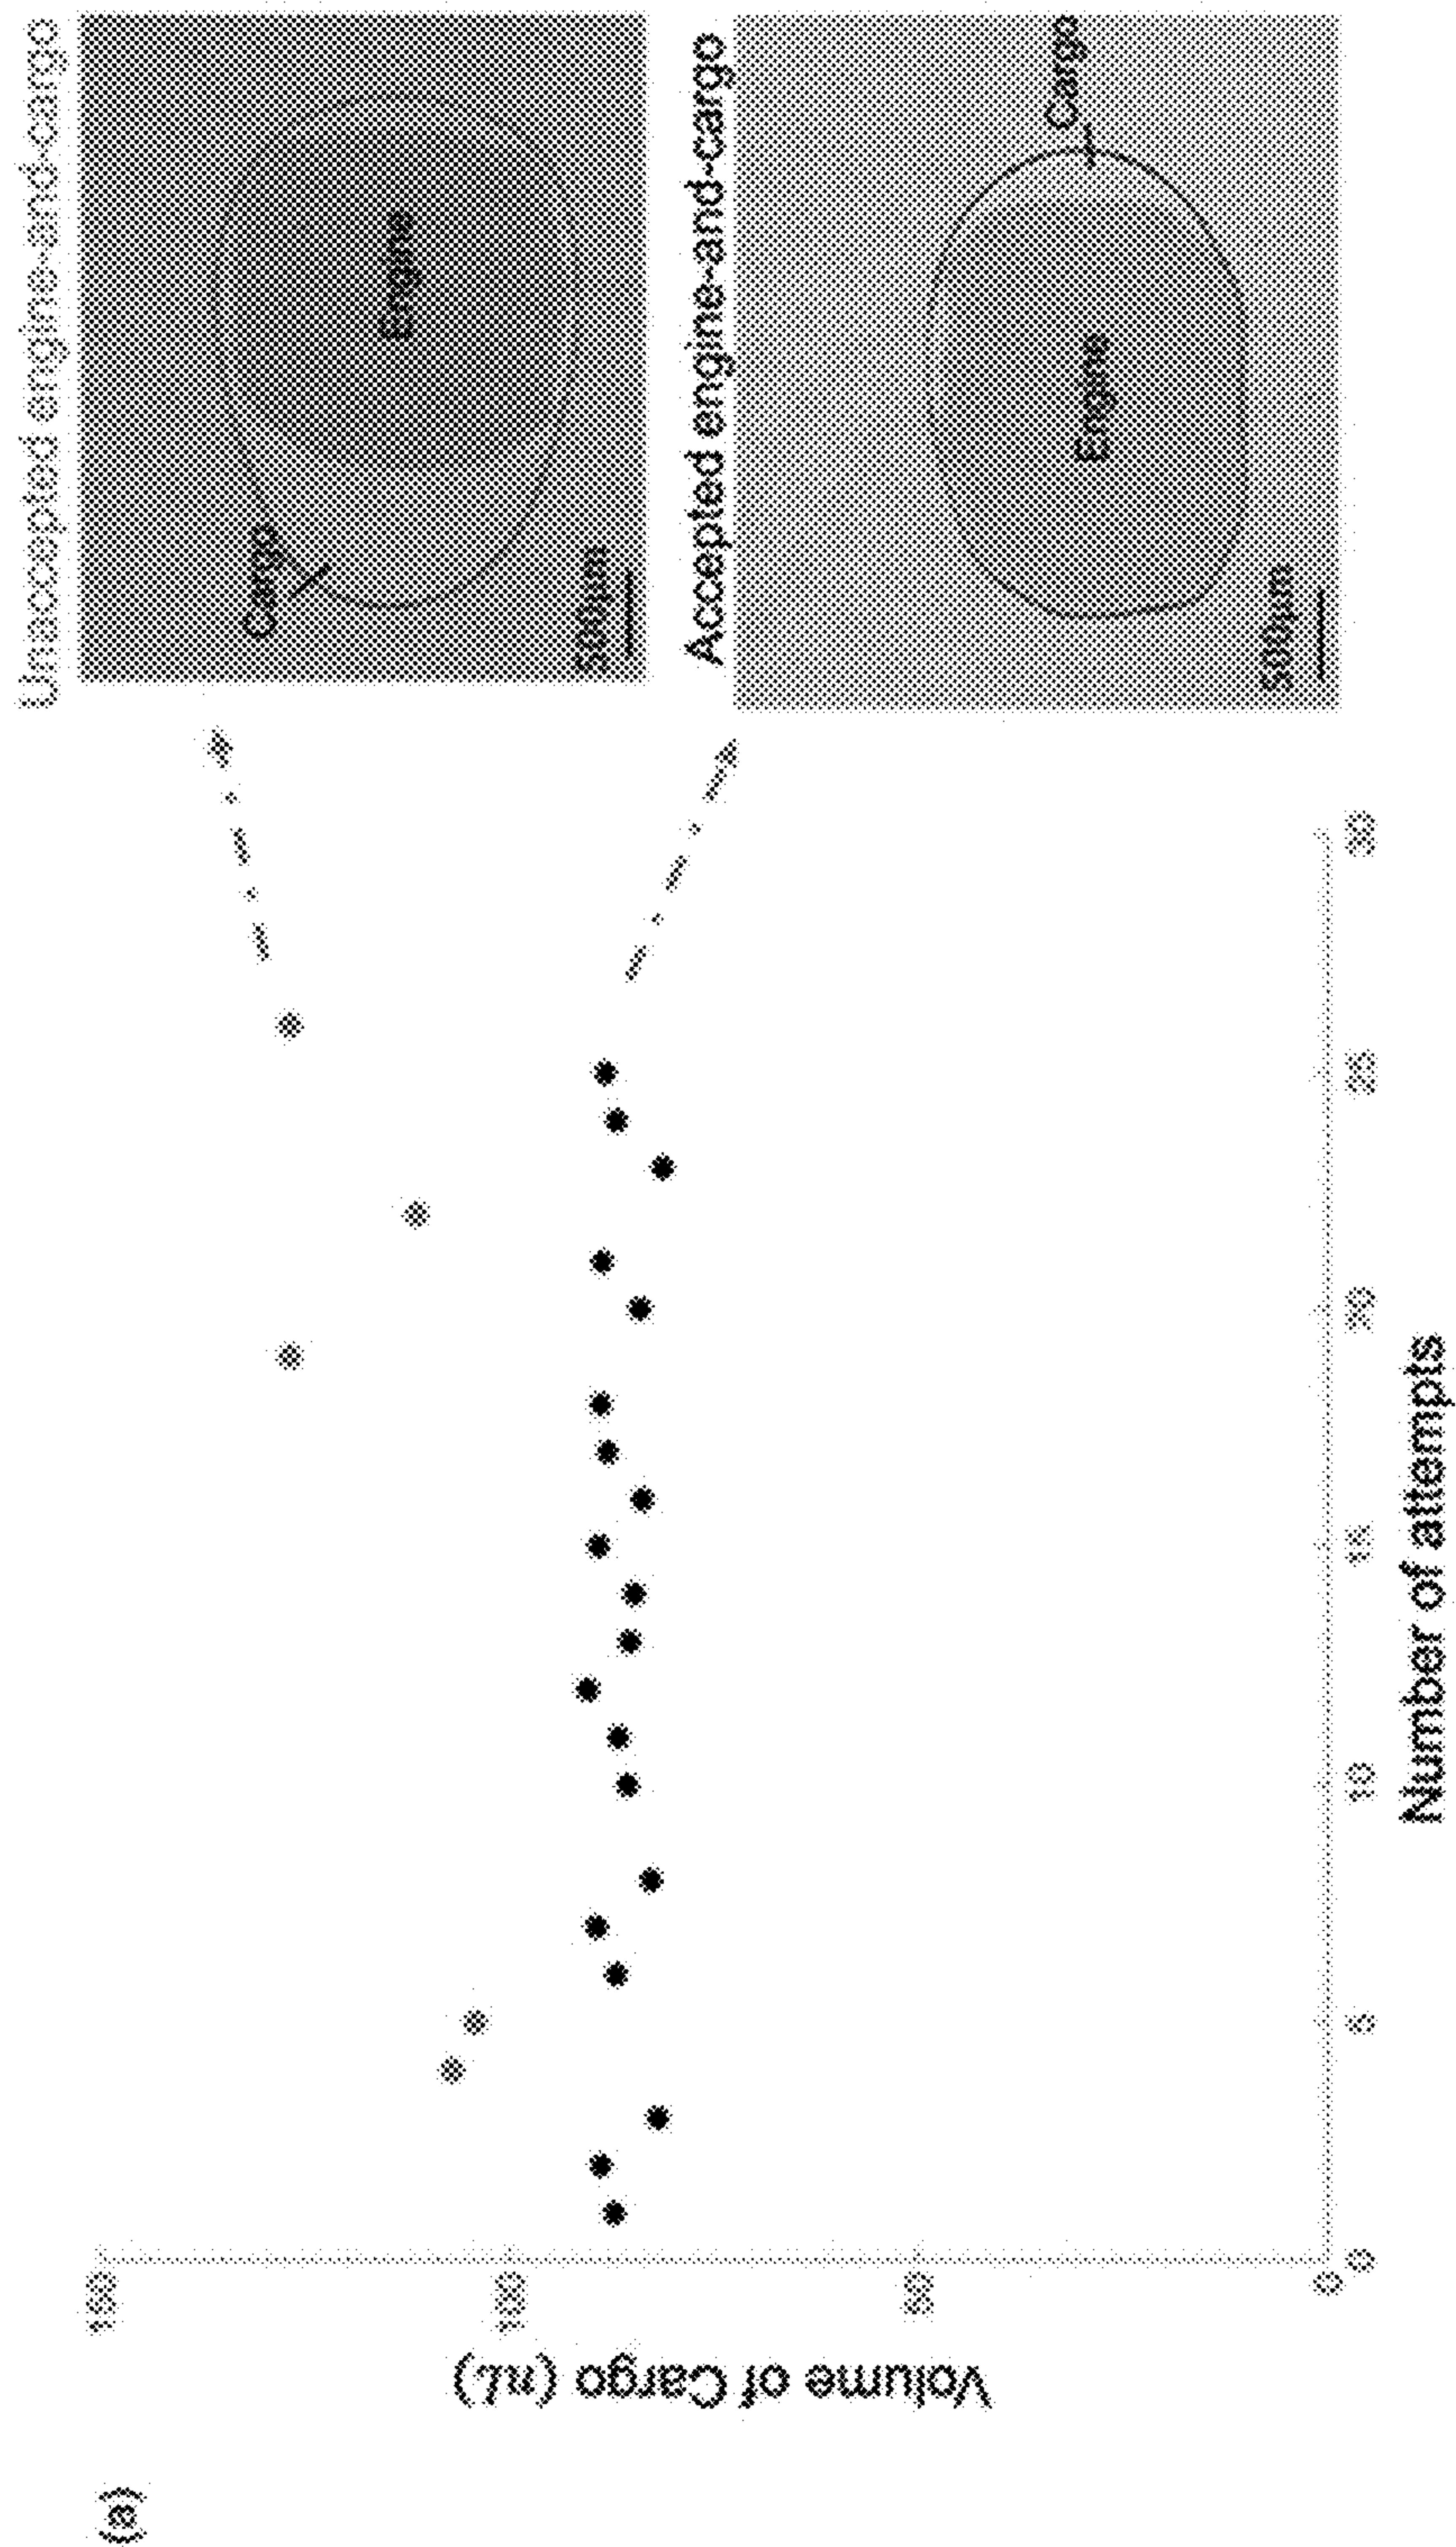 (a)
Volume of Cargo (nL)
150
100
50
0
0
5
10
15
20
25
30
Number of attempts
Unaccepted engine-and-cargo
Cargo
Engine
500µm
Accepted engine-and-cargo
Cargo
Engine
500µm